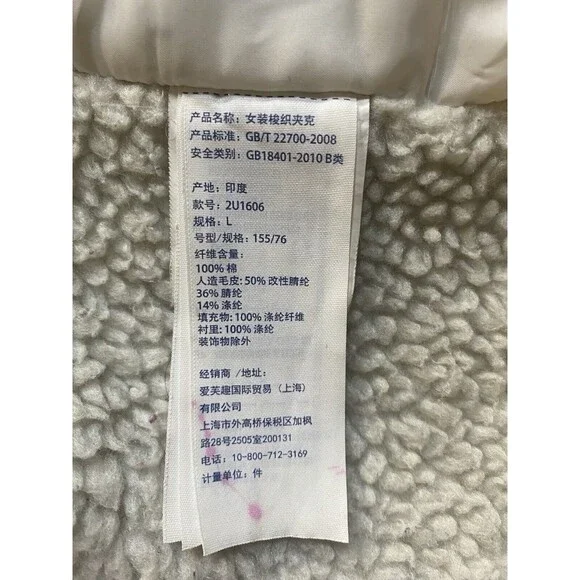 产品名称: 女装梭织夹克
产品标准: GB/T 22700-2008
安全类别: GB18401-2010 B类
产地: 印度
款号: 2U1606
规格: L
号型/规格: 155/76
纤维含量:
100% 棉
人造毛皮: 50% 改性腈纶
36% 腈纶
14% 涤纶
填充物: 100% 涤纶纤维
衬里: 100% 涤纶
装饰物除外
经销商 /地址:
爱芙趣国际贸易 (上海)
有限公司
上海市外高桥保税区加枫
路28号2505室200131
电话: 10-800-712-3169
计量单位: 件